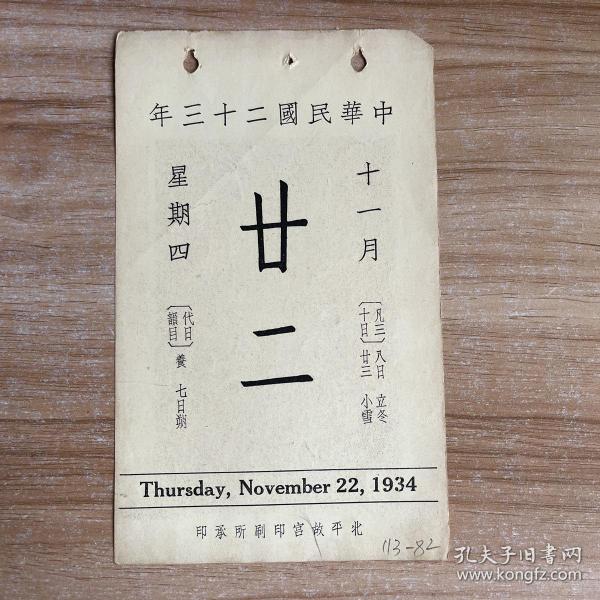 中華民國二十三年
十一月
〔凡三十日〕
八日 立冬
廿三 小雪
廿二
星期四
〔代日韻目〕養
七日朔
Thursday, November 22, 1934
北平故宮印刷所承印
113-82
孔夫子旧書网
www.kongfz.com